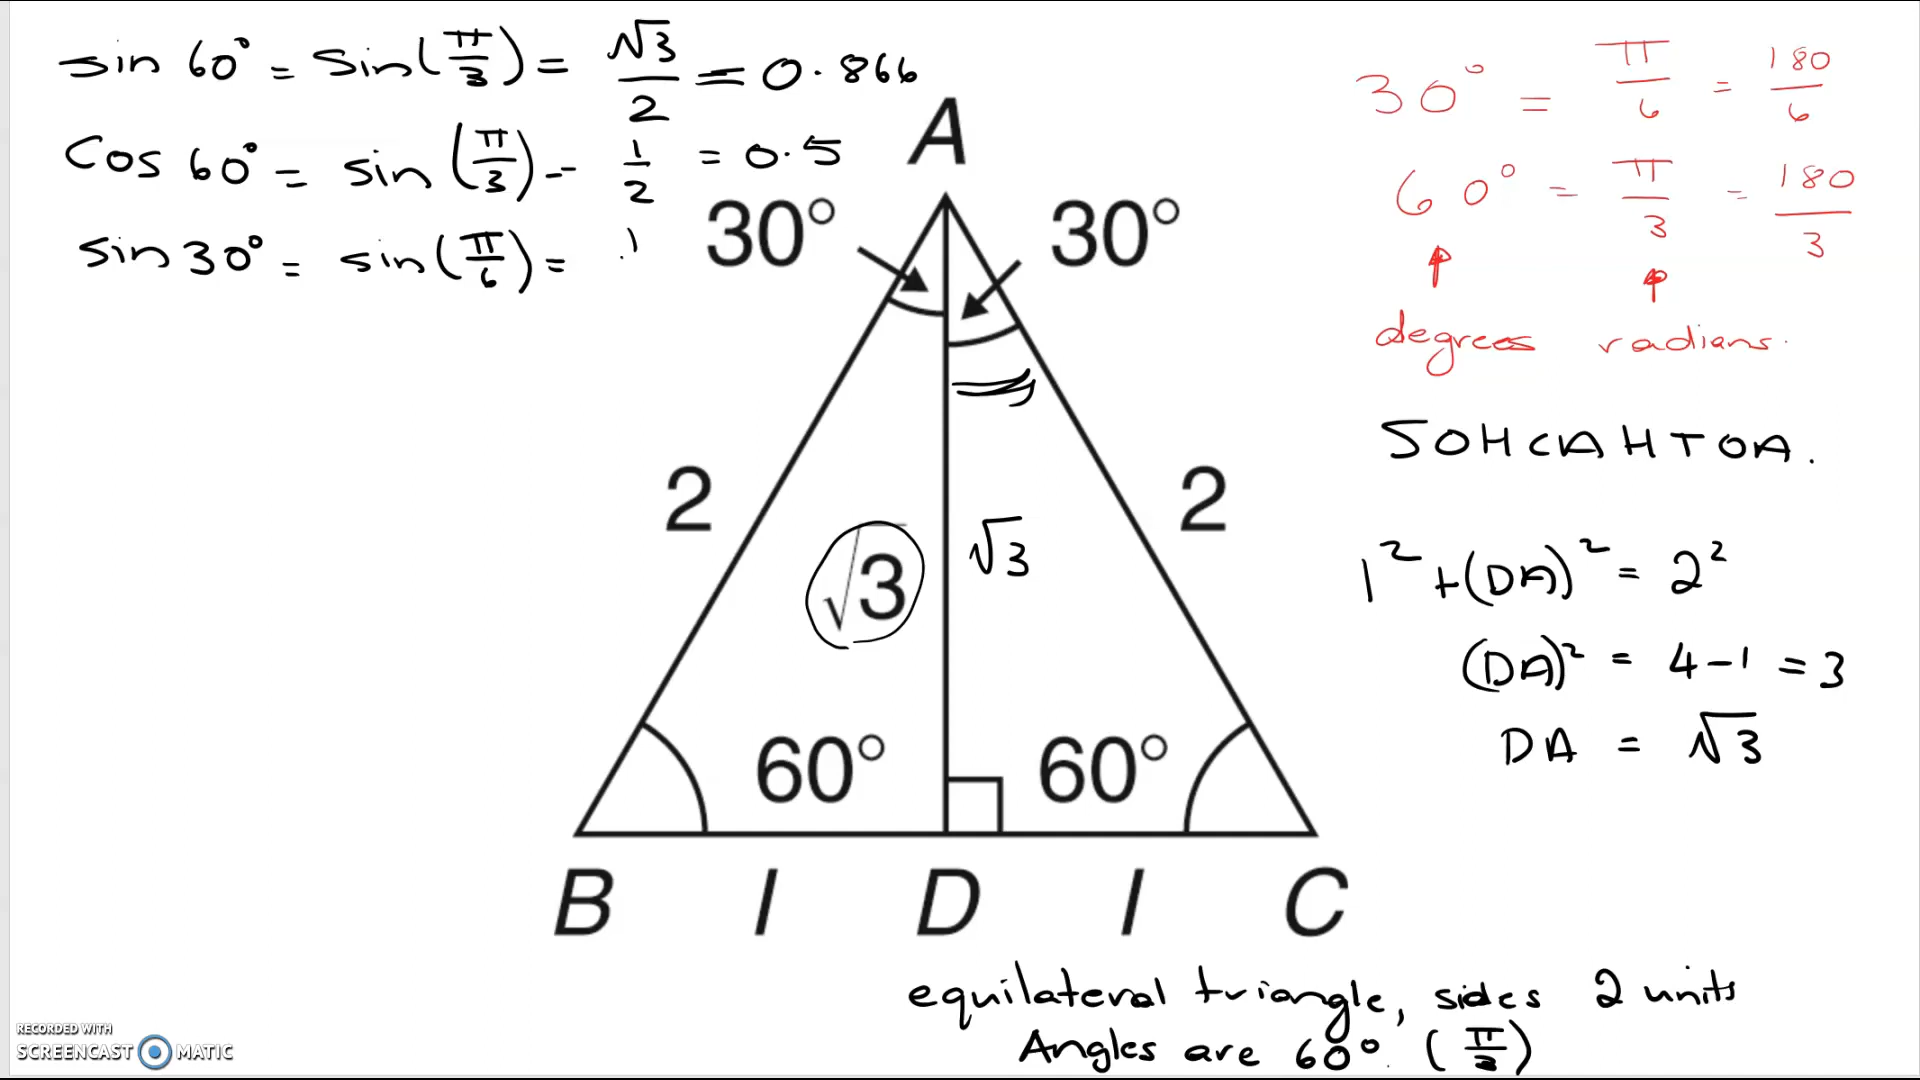 sin 60° = sin(π/3) = √3/2 = 0.866
Cos 60° = sin(π/3) = 1/2 = 0.5
sin 30° = sin(π/6) = 1
30° = π/6 = 180/6
60° = π/3 = 180/3
degrees radians.
SOHCAHTOA.
A
30° 30°
2 2
√3 √3
60° 60°
B 1 D 1 C
1² + (DA)² = 2²
(DA)² = 4 - 1 = 3
DA = √3
equilateral triangle, sides 2 units
Angles are 60°. (π/3)
RECORDED WITH
SCREENCAST MATIC